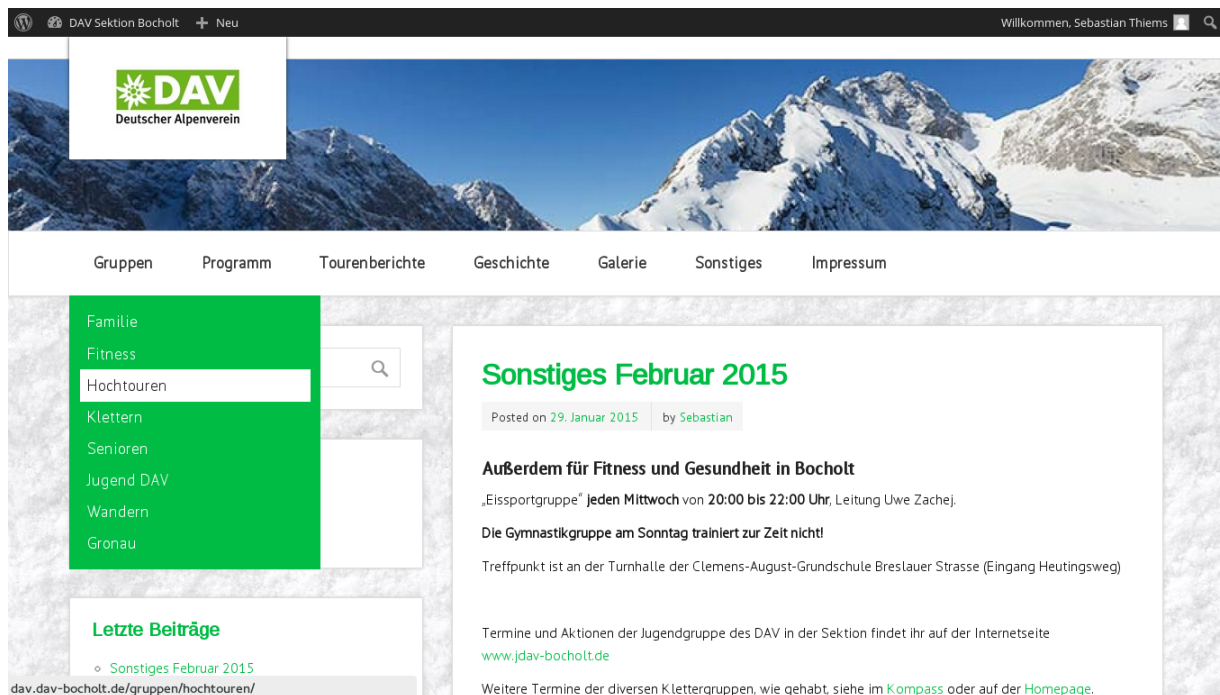 DAV Sektion Bocholt
Neu
Willkommen, Sebastian Thiems
DAV
Deutscher Alpenverein
Gruppen
Programm
Tourenberichte
Geschichte
Galerie
Sonstiges
Impressum
Familie
Fitness
Hochtouren
Klettern
Senioren
Jugend DAV
Wandern
Gronau
Letzte Beiträge
Sonstiges Februar 2015
dav.dav-bocholt.de/gruppen/hochtouren/
Sonstiges Februar 2015
Posted on 29. Januar 2015
by Sebastian
Außerdem für Fitness und Gesundheit in Bocholt
„Eissportgruppe“ jeden Mittwoch von 20:00 bis 22:00 Uhr, Leitung Uwe Zachej.
Die Gymnastikgruppe am Sonntag trainiert zur Zeit nicht!
Treffpunkt ist an der Turnhalle der Clemens-August-Grundschule Breslauer Strasse (Eingang Heutingsweg)
Termine und Aktionen der Jugendgruppe des DAV in der Sektion findet ihr auf der Internetseite
www.jdav-bocholt.de
Weitere Termine der diversen Klettergruppen, wie gehabt, siehe im Kompass oder auf der Homepage.